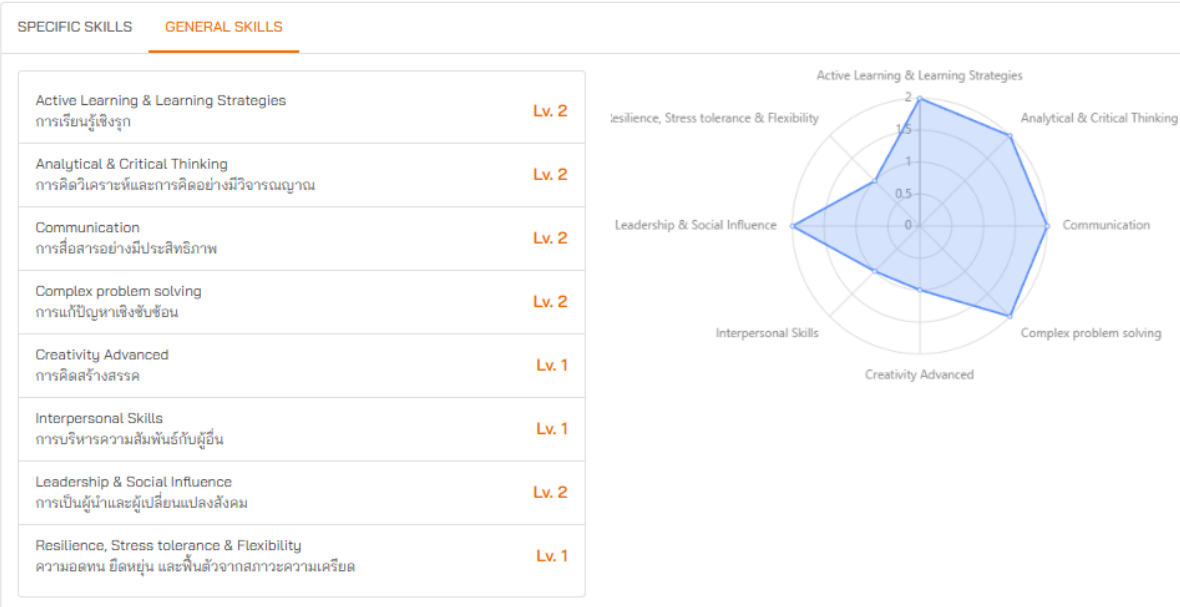 SPECIFIC SKILLS
GENERAL SKILLS
Active Learning & Learning Strategies
การเรียนรู้เชิงรุก
Lv. 2
Analytical & Critical Thinking
การคิดวิเคราะห์และการคิดอย่างมีวิจารณญาณ
Lv. 2
Communication
การสื่อสารอย่างมีประสิทธิภาพ
Lv. 2
Complex problem solving
การแก้ปัญหาเชิงซับซ้อน
Lv. 2
Creativity Advanced
การคิดสร้างสรรค
Lv. 1
Interpersonal Skills
การบริหารความสัมพันธ์กับผู้อื่น
Lv. 1
Leadership & Social Influence
การเป็นผู้นำและผู้เปลี่ยนแปลงสังคม
Lv. 2
Resilience, Stress tolerance & Flexibility
ความอดทน ยืดหยุ่น และฟื้นตัวจากสภาวะความเครียด
Lv. 1
Active Learning & Learning Strategies
2
esilience, Stress tolerance & Flexibility
Analytical & Critical Thinking
1.5
1
0.5
Leadership & Social Influence
0
Communication
Interpersonal Skills
Complex problem solving
Creativity Advanced